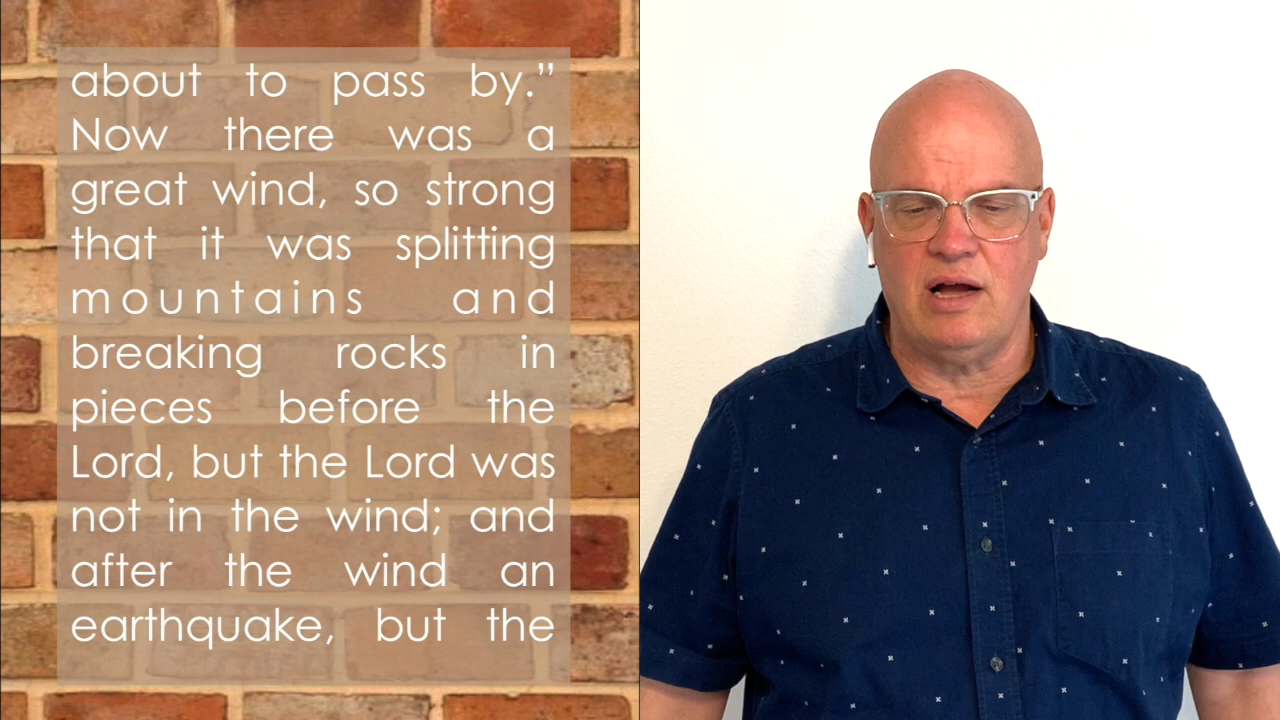 about to pass by.”
Now there was a
great wind, so strong
that it was splitting
mountains and
breaking rocks in
pieces before the
Lord, but the Lord was
not in the wind; and
after the wind an
earthquake, but the